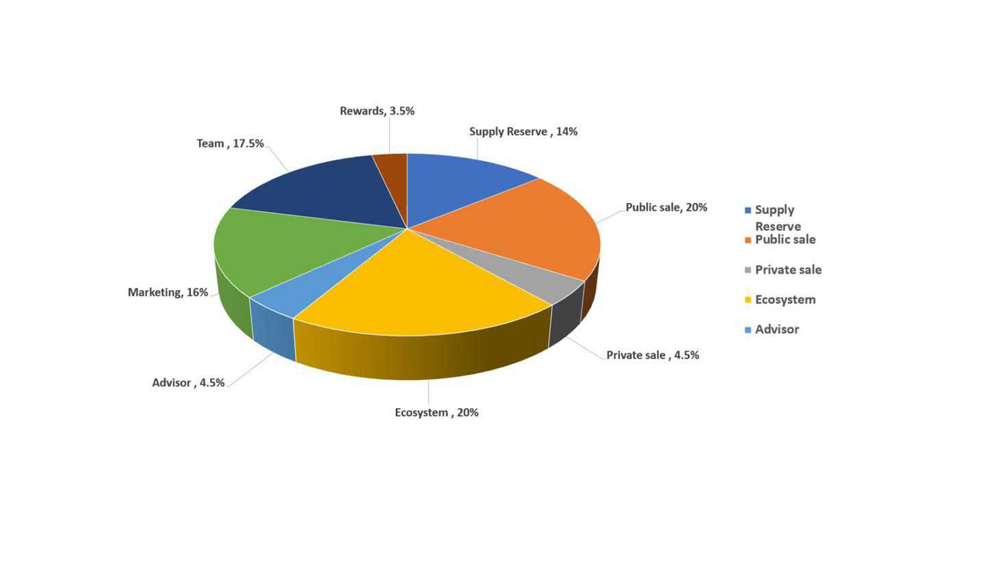 Rewards, 3.5%
Supply Reserve , 14%
Team , 17.5%
Public sale, 20%
Marketing, 16%
Private sale , 4.5%
Advisor , 4.5%
Ecosystem , 20%
Supply
Reserve
Public sale
Private sale
Ecosystem
Advisor